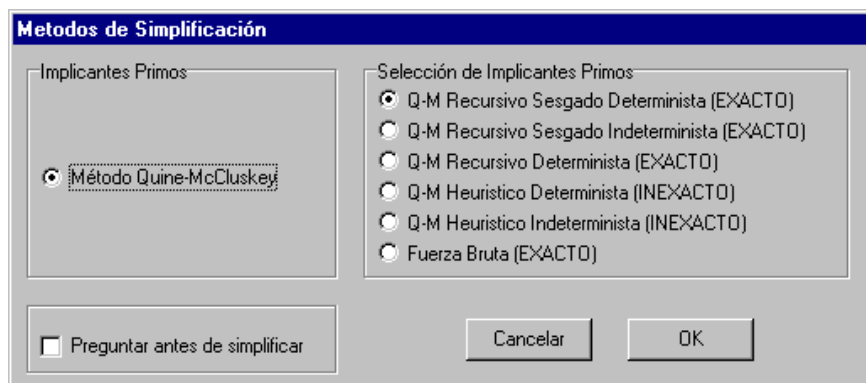 Metodos de Simplificación
Implicantes Primos
Método Quine-McCluskey
Selección de Implicantes Primos
Q-M Recursivo Sesgado Determinista (EXACTO)
Q-M Recursivo Sesgado Indeterminista (EXACTO)
Q-M Recursivo Determinista (EXACTO)
Q-M Heuristico Determinista (INEXACTO)
Q-M Heuristico Indeterminista (INEXACTO)
Fuerza Bruta (EXACTO)
Preguntar antes de simplificar
Cancelar
OK